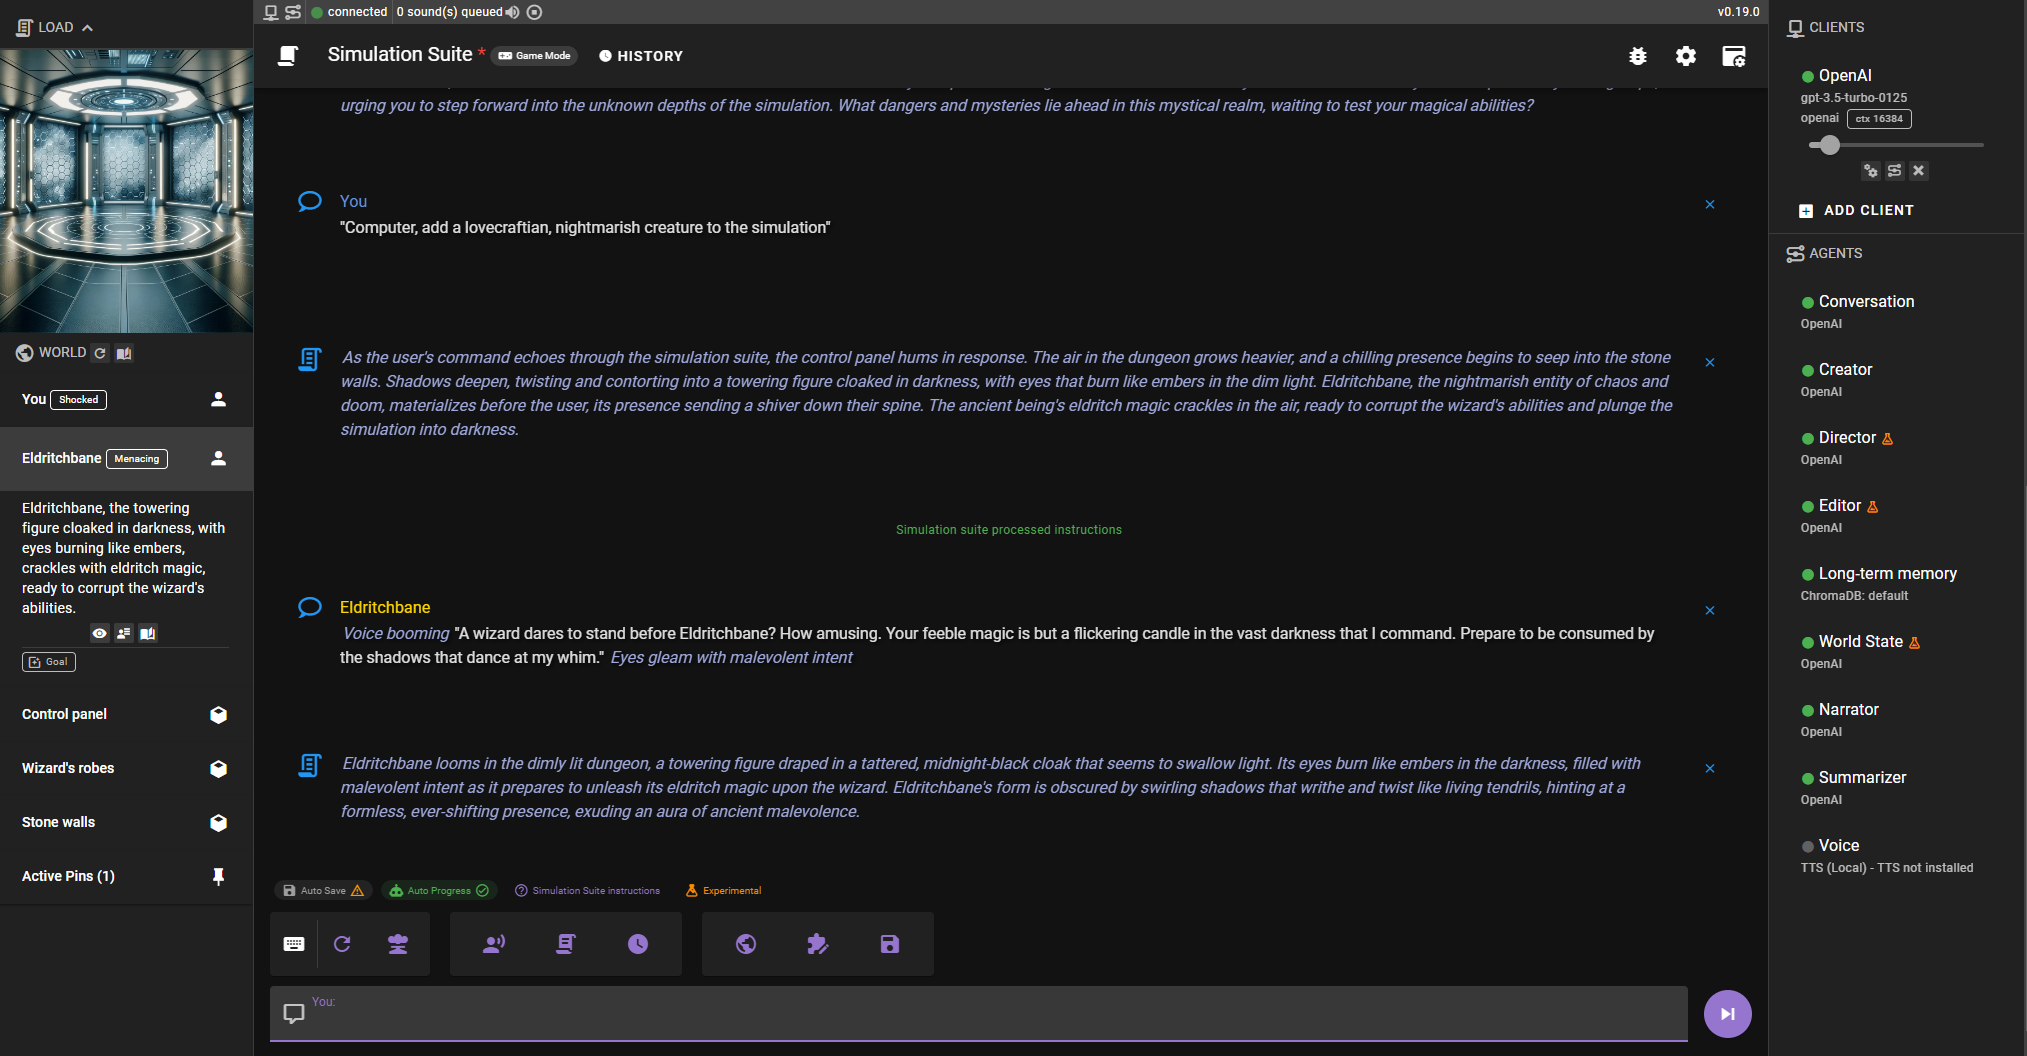 LOAD
connected
0 sound(s) queued
v0.19.0
Simulation Suite *
Game Mode
HISTORY
urging you to step forward into the unknown depths of the simulation. What dangers and mysteries lie ahead in this mystical realm, waiting to test your magical abilities?
You
"Computer, add a lovecraftian, nightmarish creature to the simulation"
As the user's command echoes through the simulation suite, the control panel hums in response. The air in the dungeon grows heavier, and a chilling presence begins to seep into the stone
walls. Shadows deepen, twisting and contorting into a towering figure cloaked in darkness, with eyes that burn like embers in the dim light. Eldritchbane, the nightmarish entity of chaos and
doom, materializes before the user, its presence sending a shiver down their spine. The ancient being's eldritch magic crackles in the air, ready to corrupt the wizard's abilities and plunge the
simulation into darkness.
Simulation suite processed instructions
Eldritchbane
Voice booming "A wizard dares to stand before Eldritchbane? How amusing. Your feeble magic is but a flickering candle in the vast darkness that I command. Prepare to be consumed by
the shadows that dance at my whim." Eyes gleam with malevolent intent
Eldritchbane looms in the dimly lit dungeon, a towering figure draped in a tattered, midnight-black cloak that seems to swallow light. Its eyes burn like embers in the darkness, filled with
malevolent intent as it prepares to unleash its eldritch magic upon the wizard. Eldritchbane's form is obscured by swirling shadows that writhe and twist like living tendrils, hinting at a
formless, ever-shifting presence, exuding an aura of ancient malevolence.
Auto Save
Auto Progress
Simulation Suite instructions
Experimental
You:
WORLD
You
Shocked
Eldritchbane
Menacing
Eldritchbane, the towering
figure cloaked in darkness, with
eyes burning like embers,
crackles with eldritch magic,
ready to corrupt the wizard's
abilities.
Goal
Control panel
Wizard's robes
Stone walls
Active Pins (1)
CLIENTS
OpenAI
gpt-3.5-turbo-0125
openai
ctx 16384
ADD CLIENT
AGENTS
Conversation
OpenAI
Creator
OpenAI
Director
OpenAI
Editor
OpenAI
Long-term memory
ChromaDB: default
World State
OpenAI
Narrator
OpenAI
Summarizer
OpenAI
Voice
TTS (Local) - TTS not installed